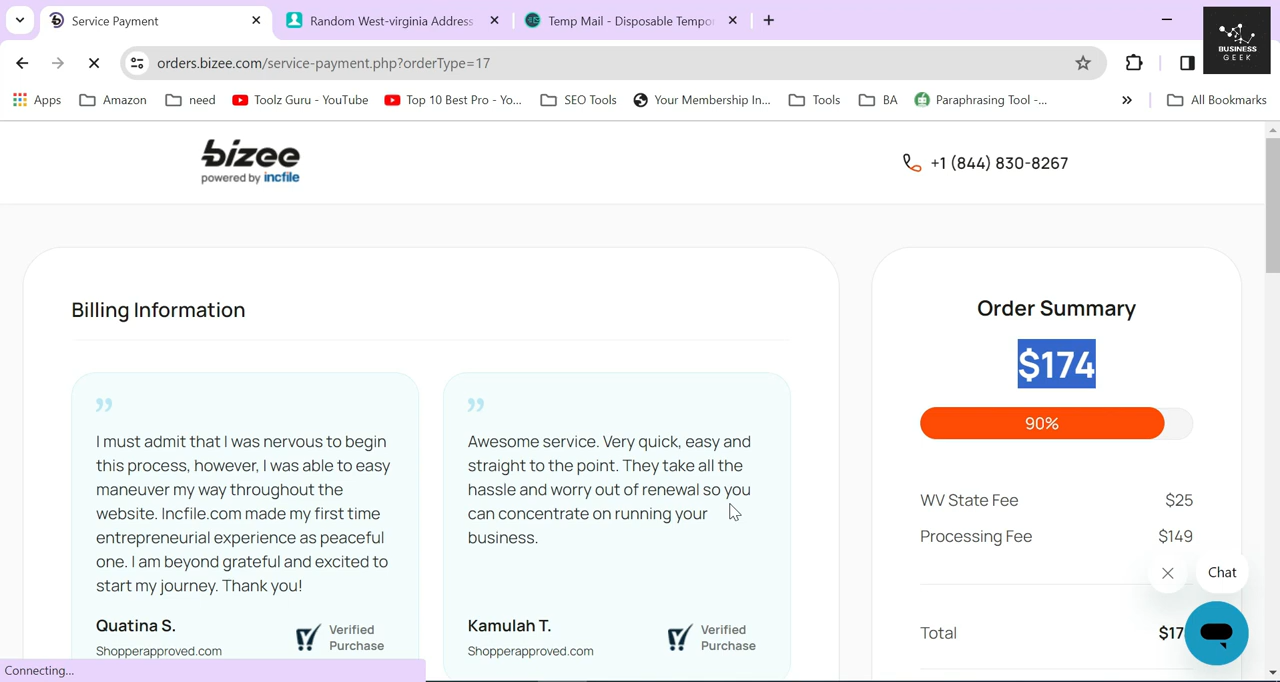 Service Payment
Random West-virginia Address
Temp Mail - Disposable Tempo
orders.bizee.com/service-payment.php?orderType=17
BUSINESS
GEEK
Apps
Amazon
need
Toolz Guru - YouTube
Top 10 Best Pro - Yo...
SEO Tools
Your Membership In...
Tools
BA
Paraphrasing Tool -...
All Bookmarks
bizee
powered by incfile
+1 (844) 830-8267
Billing Information
Order Summary
$174
90%
”
I must admit that I was nervous to begin
this process, however, I was able to easy
maneuver my way throughout the
website. Incfile.com made my first time
entrepreneurial experience as peaceful
one. I am beyond grateful and excited to
start my journey. Thank you!
Quatina S.
Shopperapproved.com
Verified
Purchase
”
Awesome service. Very quick, easy and
straight to the point. They take all the
hassle and worry out of renewal so you
can concentrate on running your
business.
Kamulah T.
Shopperapproved.com
Verified
Purchase
WV State Fee $25
Processing Fee $149
Chat
Total $17
Connecting...